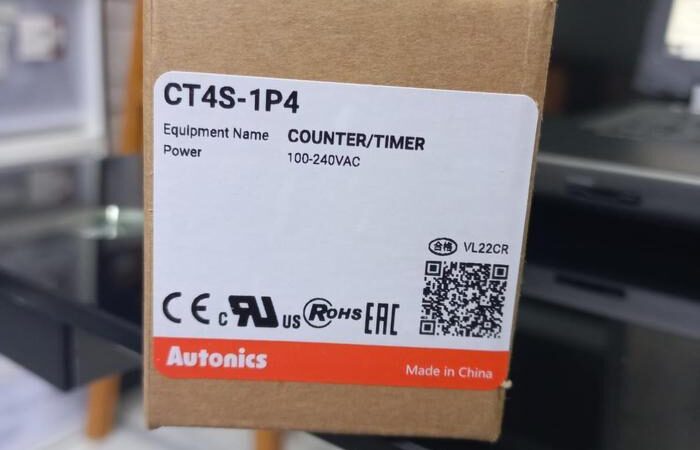 CT4S-1P4
Equipment Name COUNTER/TIMER
Power 100-240VAC
合格 VL22CR
CE c RU US RoHS EAC
Autonics Made in China